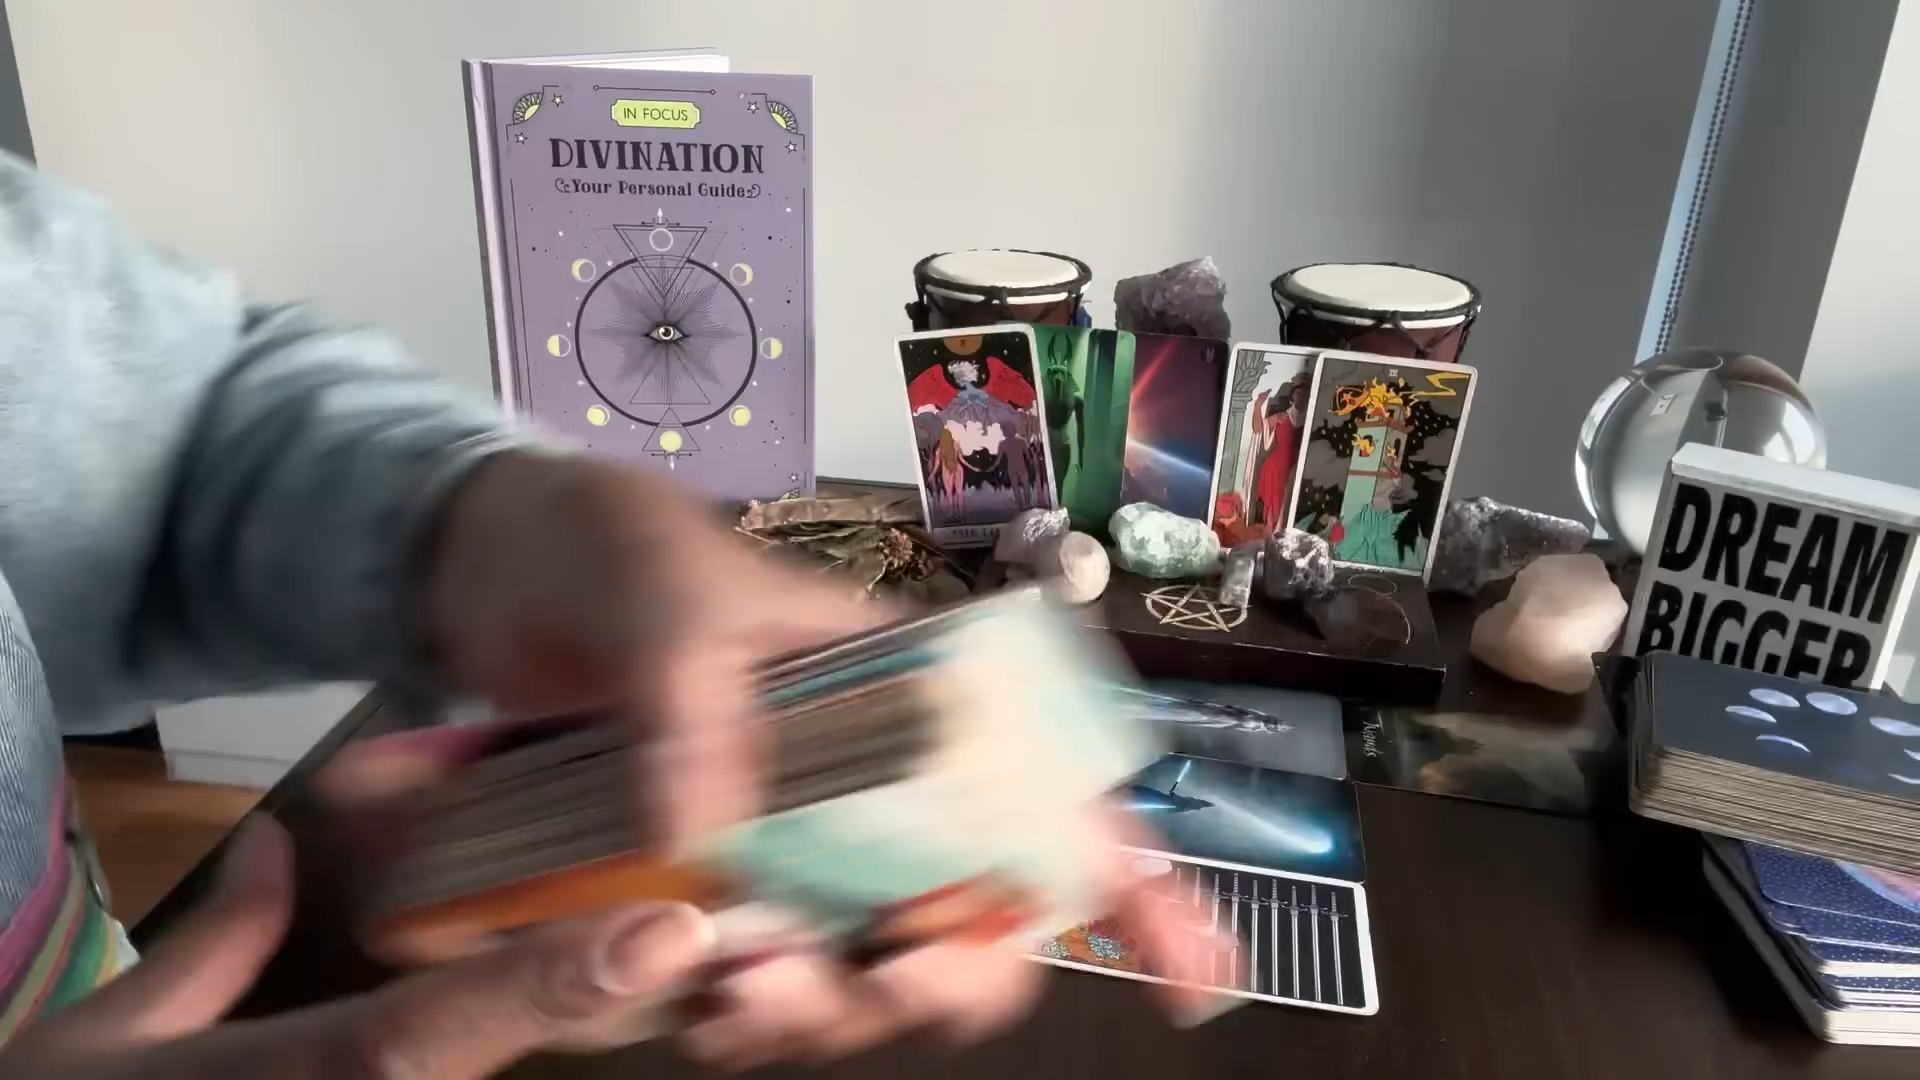 IN FOCUS
DIVINATION
Your Personal Guide
DREAM
BIGGER